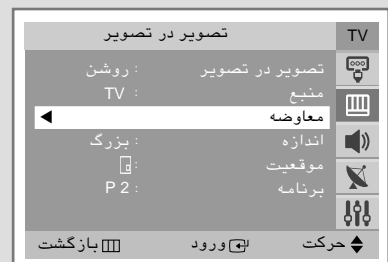 تصویر در تصویر
TV
تصویر در تصویر : روشن
منبع : TV
معاوضه ◀
اندازه : بزرگ
موقعیت :
برنامه : P 2
حرکت ورود بازگشت